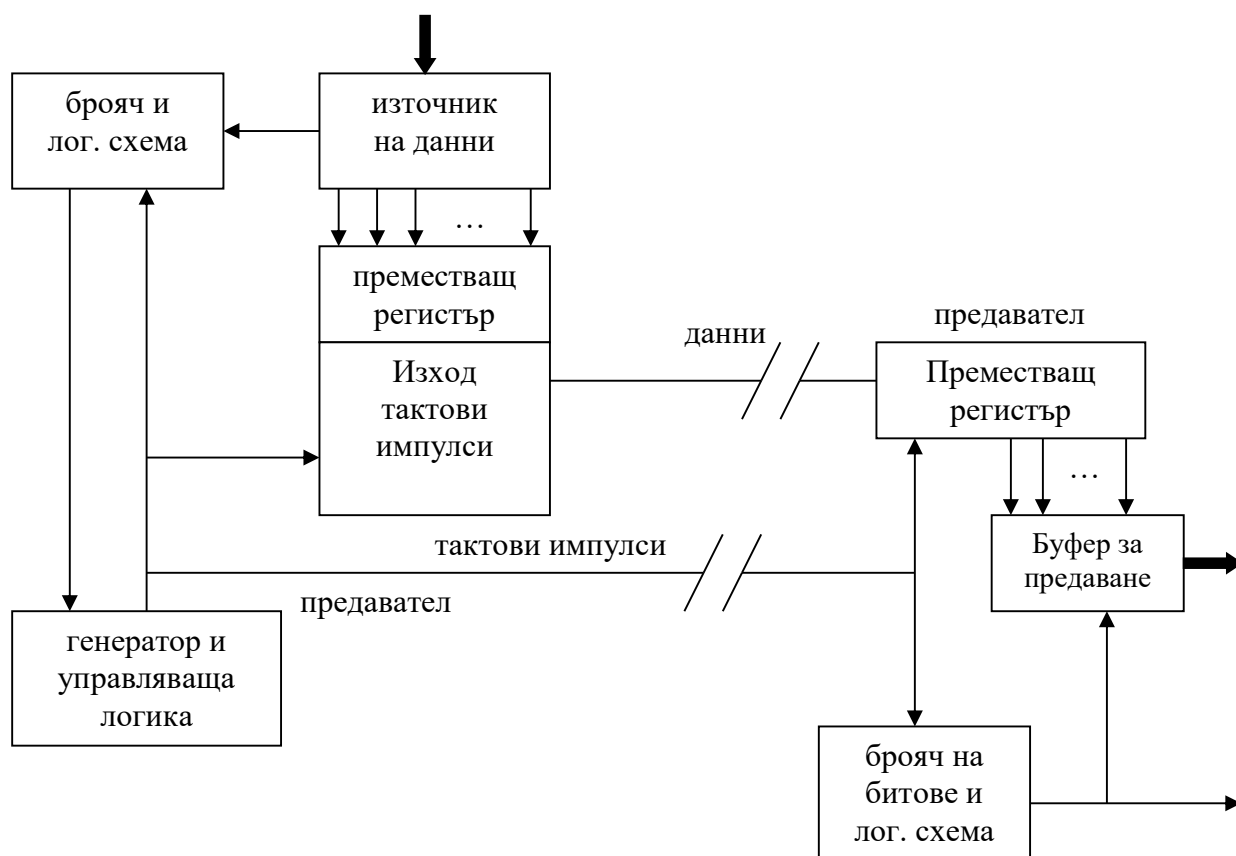 брояч и
лог. схема
източник
на данни
…
преместващ
регистър
Изход
тактови
импулси
данни
предавател
Преместващ
регистър
…
Буфер за
предаване
тактови импулси
предавател
генератор и
управляваща
логика
брояч на
битове и
лог. схема